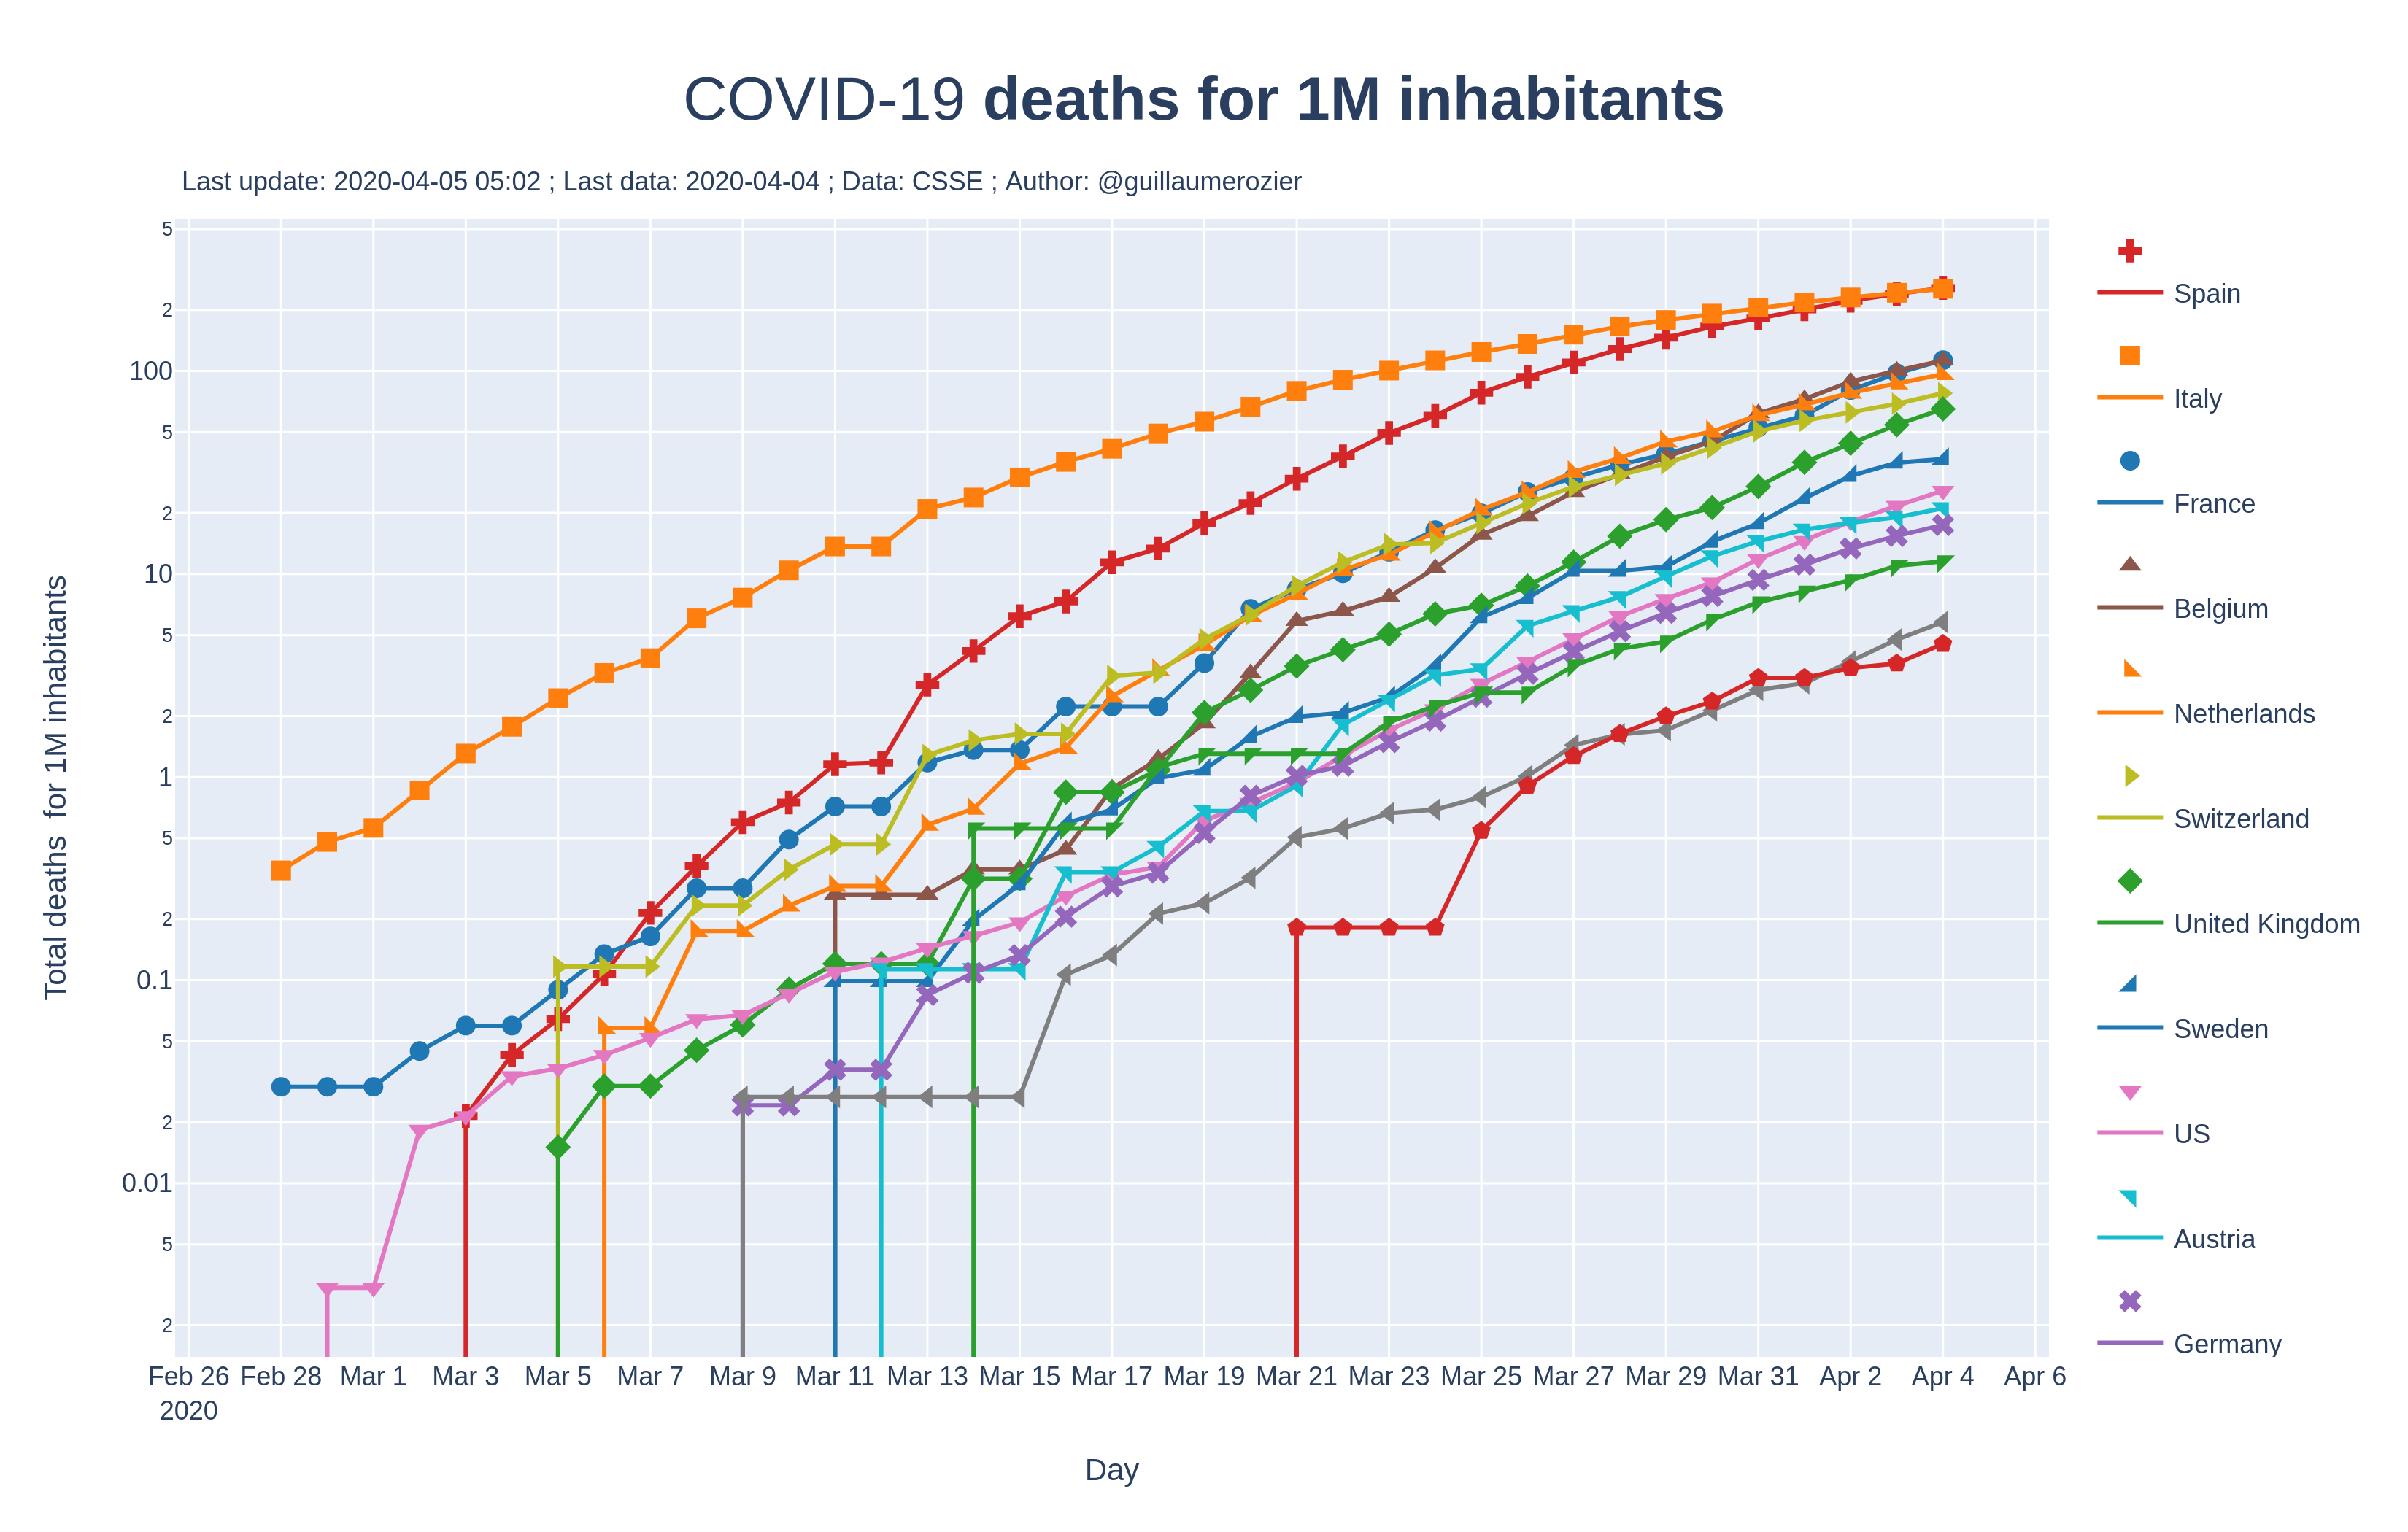 COVID-19 deaths for 1M inhabitants
Last update: 2020-04-05 05:02 ; Last data: 2020-04-04 ; Data: CSSE ; Author: @guillaumerozier
Total deaths for 1M inhabitants
5
2
100
5
2
10
5
2
1
5
2
0.1
5
2
0.01
5
2
Feb 26 Feb 28 Mar 1 Mar 3 Mar 5 Mar 7 Mar 9 Mar 11 Mar 13 Mar 15 Mar 17 Mar 19 Mar 21 Mar 23 Mar 25 Mar 27 Mar 29 Mar 31 Apr 2 Apr 4 Apr 6
2020
Day
Spain
Italy
France
Belgium
Netherlands
Switzerland
United Kingdom
Sweden
US
Austria
Germany